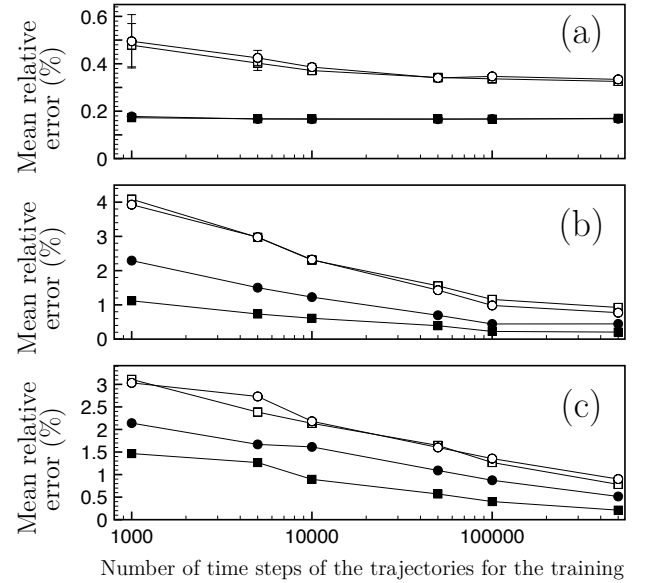 0.6
0.4
0.2
0
(a)
Mean relative
error (%)
4
3
2
1
0
(b)
Mean relative
error (%)
3
2.5
2
1.5
1
0.5
0
(c)
Mean relative
error (%)
1000 10000 100000
Number of time steps of the trajectories for the training